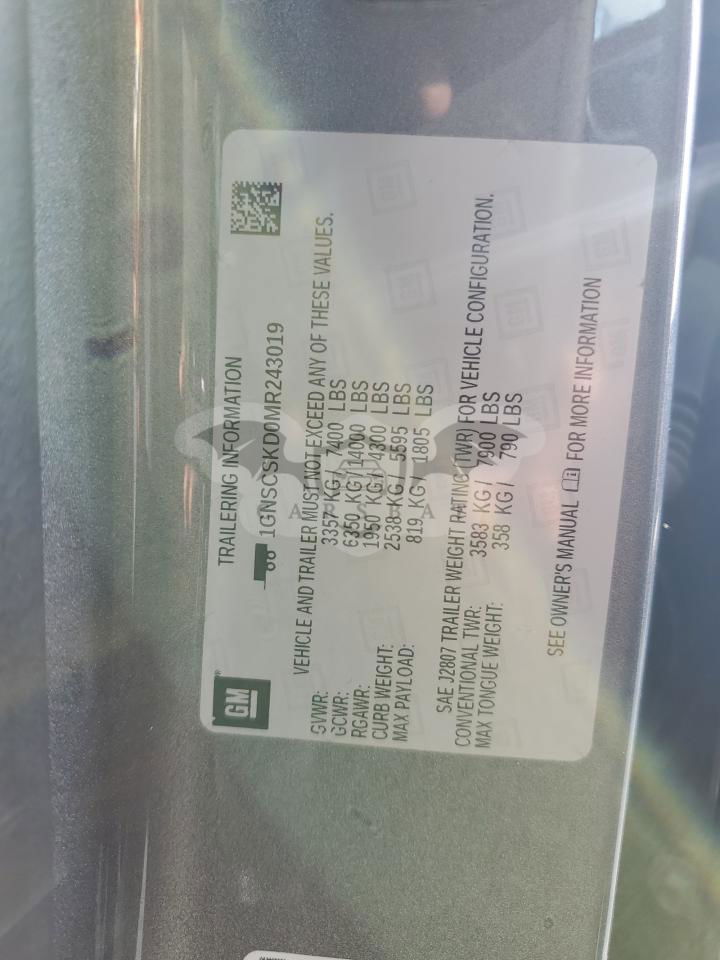 GM
TRAILERING INFORMATION
1GNSCSKD0MR243019
VEHICLE AND TRAILER MUST NOT EXCEED ANY OF THESE VALUES.
GVWR: 3357 KG/ 7400 LBS
GCWR: 6350 KG/14000 LBS
RGAWR: 1950 KG/ 4300 LBS
CURB WEIGHT: 2538 KG/ 5595 LBS
MAX PAYLOAD: 819 KG/ 1805 LBS
SAE J2807 TRAILER WEIGHT RATING (TWR) FOR VEHICLE CONFIGURATION.
CONVENTIONAL TWR: 3583 KG/ 7900 LBS
MAX TONGUE WEIGHT: 358 KG/ 790 LBS
SEE OWNER'S MANUAL FOR MORE INFORMATION